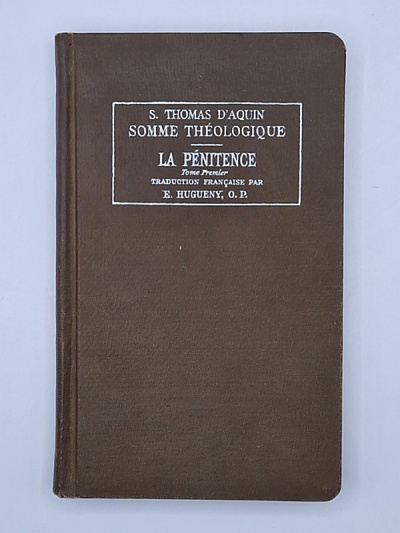 S. THOMAS D'AQUIN
SOMME THÉOLOGIQUE
LA PÉNITENCE
Tome Premier
TRADUCTION FRANÇAISE PAR
E. HUGUENY, O. P.